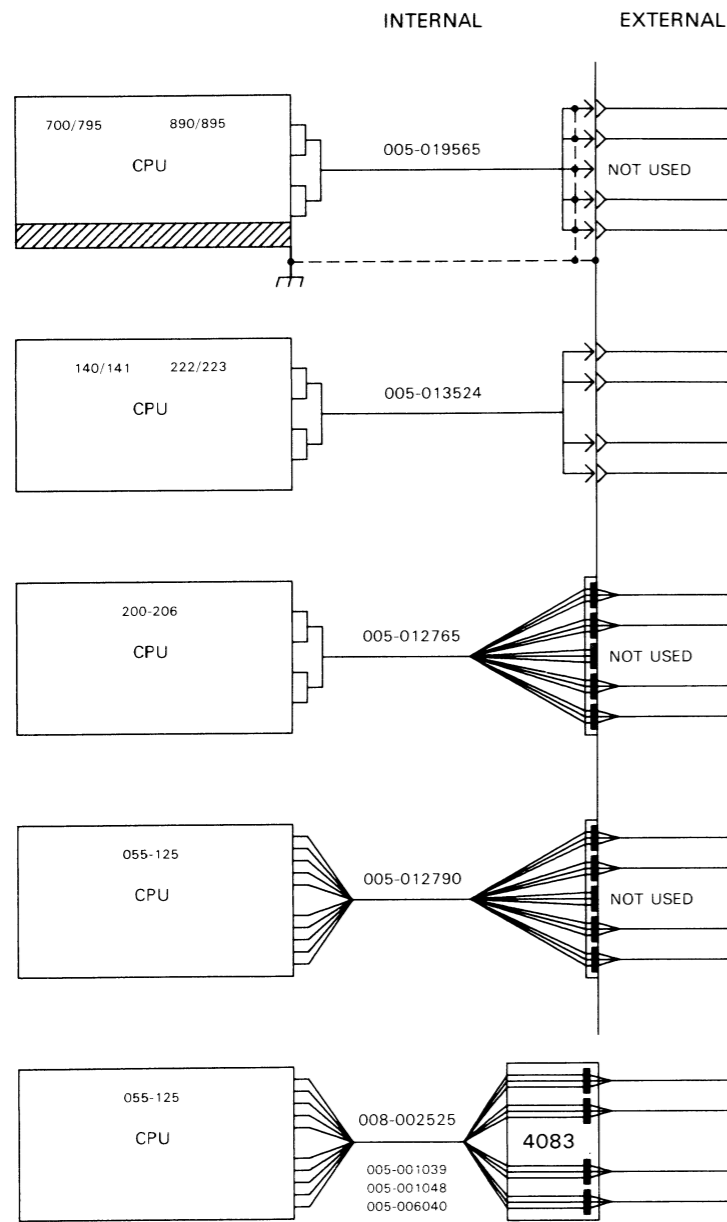 INTERNAL EXTERNAL
700/795 890/895
CPU
005-019565
NOT USED
140/141 222/223
CPU
005-013524
200-206
CPU
005-012765
NOT USED
055-125
CPU
005-012790
NOT USED
055-125
CPU
008-002525
005-001039
005-001048
005-006040
4083